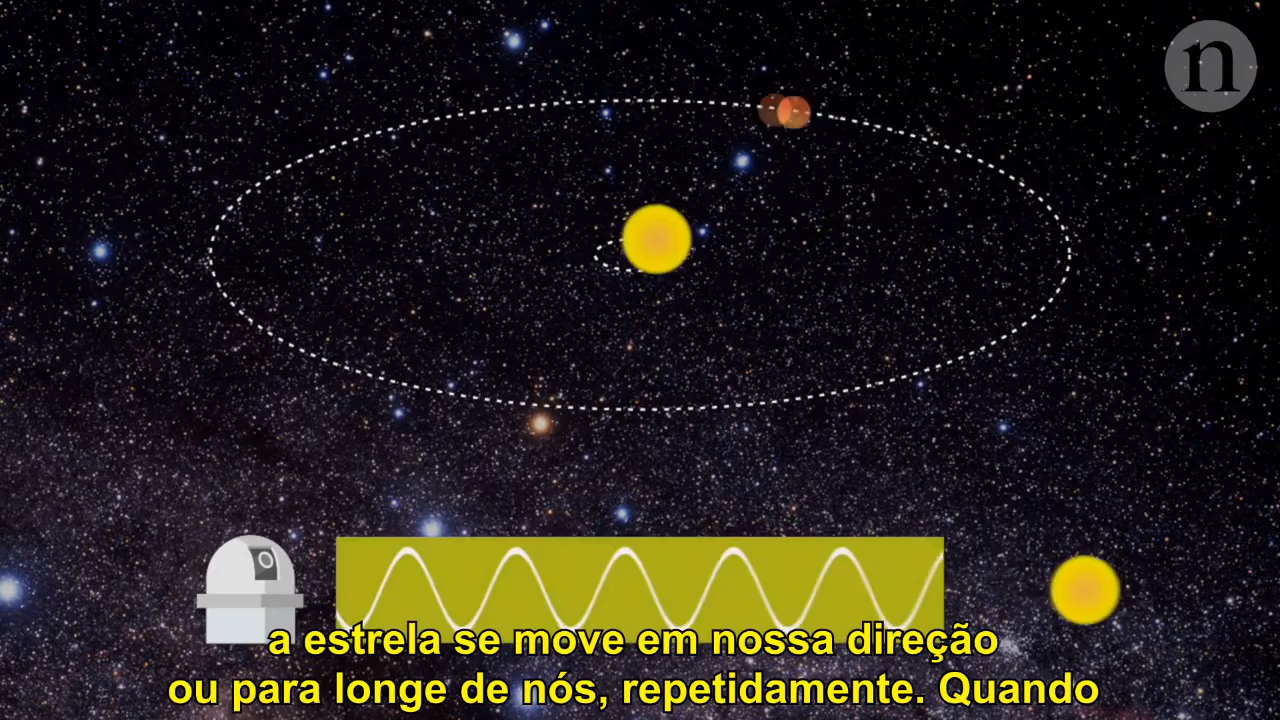 n
a estrela se move em nossa direção
ou para longe de nós, repetidamente. Quando